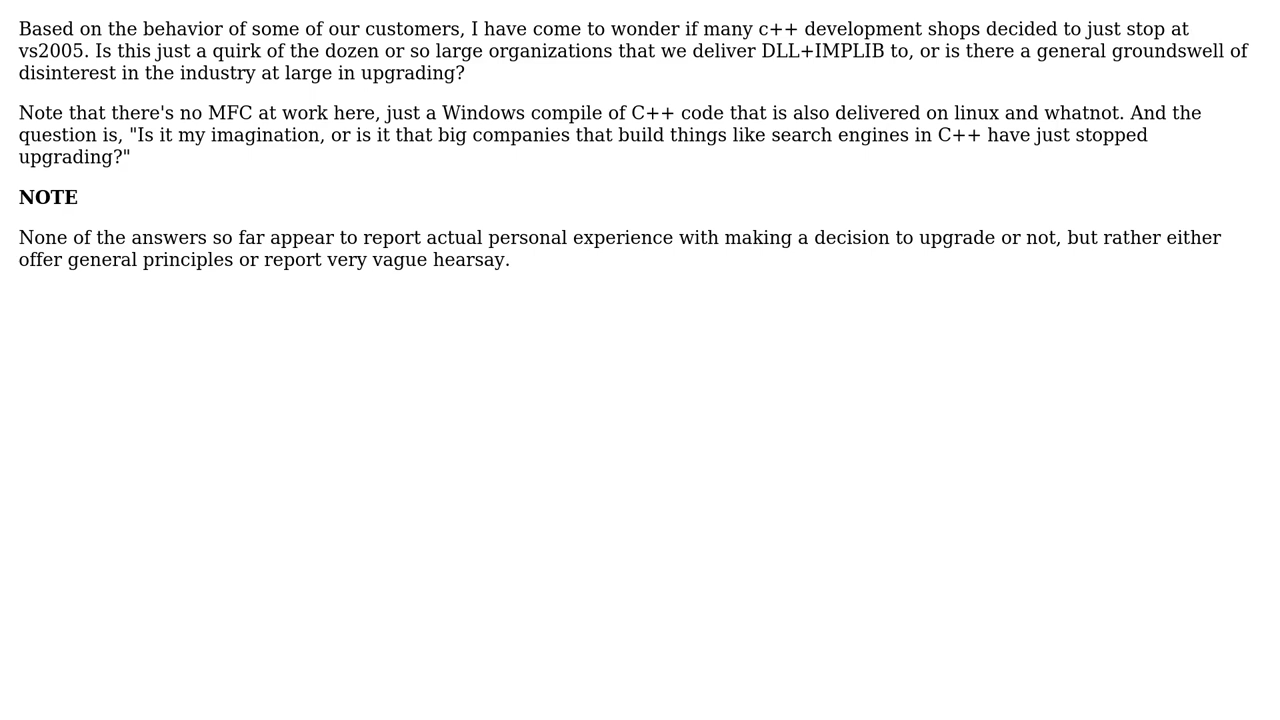 Based on the behavior of some of our customers, I have come to wonder if many c++ development shops decided to just stop at
vs2005. Is this just a quirk of the dozen or so large organizations that we deliver DLL+IMPLIB to, or is there a general groundswell of
disinterest in the industry at large in upgrading?
Note that there's no MFC at work here, just a Windows compile of C++ code that is also delivered on linux and whatnot. And the
question is, "Is it my imagination, or is it that big companies that build things like search engines in C++ have just stopped
upgrading?"
NOTE
None of the answers so far appear to report actual personal experience with making a decision to upgrade or not, but rather either
offer general principles or report very vague hearsay.